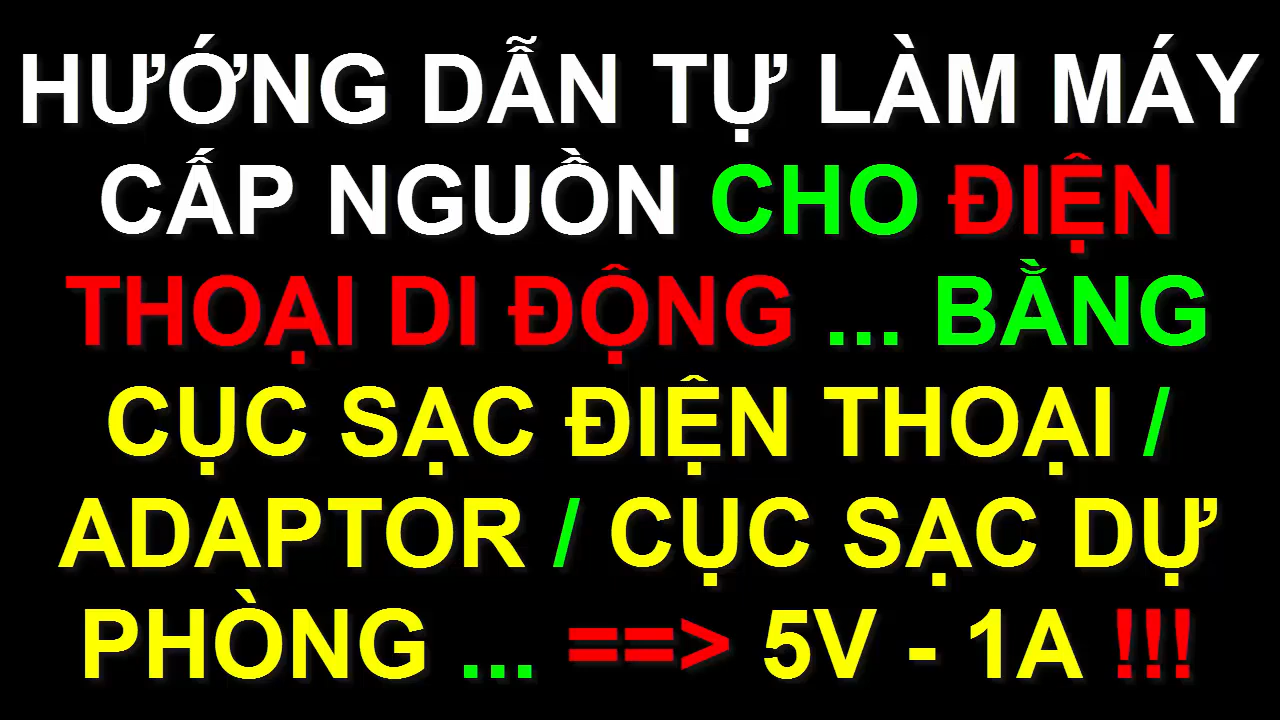 HƯỚNG DẪN TỰ LÀM MÁY
CẤP NGUỒN CHO ĐIỆN
THOẠI DI ĐỘNG ... BẰNG
CỤC SẠC ĐIỆN THOẠI /
ADAPTOR / CỤC SẠC DỰ
PHÒNG ... ==> 5V - 1A !!!